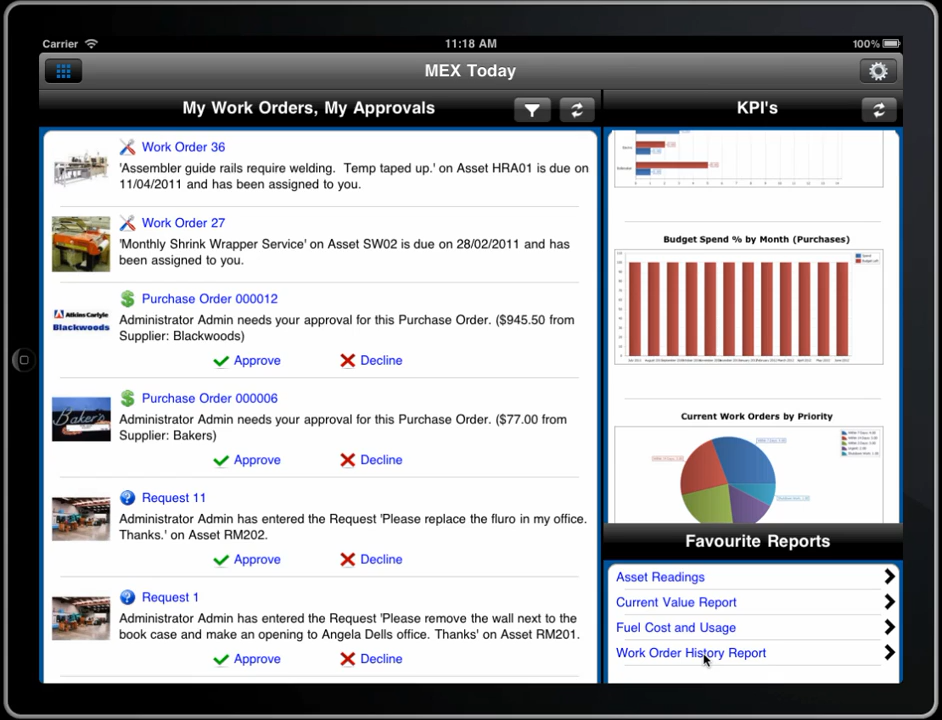 Carrier
11:18 AM
100%
MEX Today
My Work Orders, My Approvals
KPI's
Work Order 36
'Assembler guide rails require welding. Temp taped up.' on Asset HRA01 is due on
11/04/2011 and has been assigned to you.
Work Order 27
'Monthly Shrink Wrapper Service' on Asset SW02 is due on 28/02/2011 and has
been assigned to you.
Atkins Carlyle
Blackwoods
Purchase Order 000012
Administrator Admin needs your approval for this Purchase Order. ($945.50 from
Supplier: Blackwoods)
Approve
Decline
Baker's
Purchase Order 000006
Administrator Admin needs your approval for this Purchase Order. ($77.00 from
Supplier: Bakers)
Approve
Decline
Request 11
Administrator Admin has entered the Request 'Please replace the fluro in my office.
Thanks.' on Asset RM202.
Approve
Decline
Request 1
Administrator Admin has entered the Request 'Please remove the wall next to the
book case and make an opening to Angela Dells office. Thanks' on Asset RM201.
Approve
Decline
Budget Spend % by Month (Purchases)
Current Work Orders by Priority
Favourite Reports
Asset Readings
Current Value Report
Fuel Cost and Usage
Work Order History Report